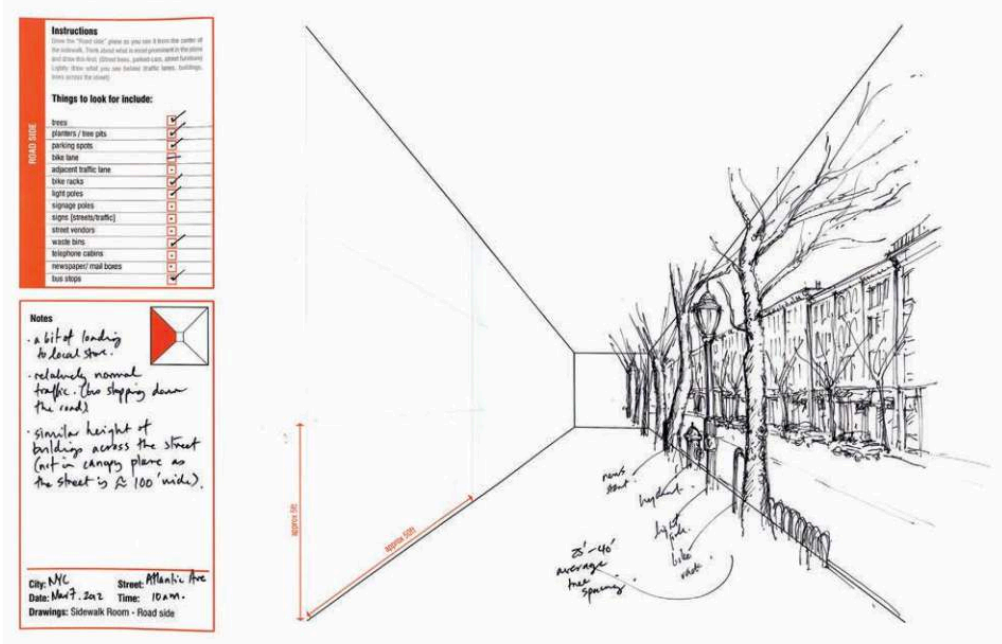 Instructions
Draw the "Road side" plane as you see it from the center of
the sidewalk. Think about what is most prominent in the plane
and draw this first. (Street trees, parked cars, street furniture)
Lightly draw what you see below (traffic lanes, buildings,
trees across the street)
Things to look for include:
ROAD SIDE
trees
planters / tree pits
parking spots
bike lane
adjacent traffic lane
bike racks
light poles
signage poles
signs [streets/traffic]
street vendors
waste bins
telephone cabins
newspaper/ mail boxes
bus stops
Notes
- a bit of loading
to local store.
- relatively normal
traffic. (bus stopping down
the road)
- similar height of
buildings across the street
(not in canopy plane as
the street is ≈ 100' wide).
City: NYC Street: Atlantic Ave
Date: Time: 10am.
Drawings: Sidewalk Room - Road side
approx 5ft
approx 50ft
news
hydrant.
light
pole.
bike
rack.
25'-40'
average
tree
spacing